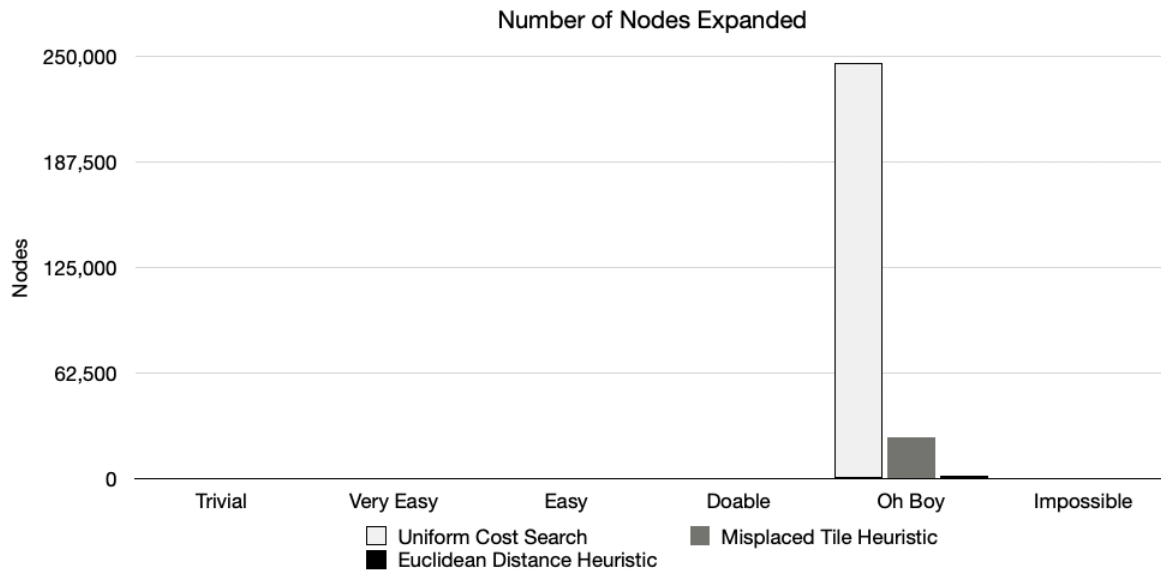 Number of Nodes Expanded
250,000
187,500
125,000
62,500
0
Nodes
Trivial Very Easy Easy Doable Oh Boy Impossible
Uniform Cost Search Misplaced Tile Heuristic
Euclidean Distance Heuristic